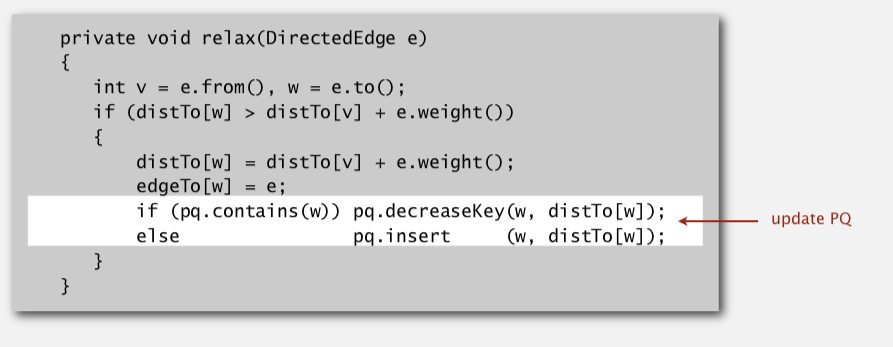 private void relax(DirectedEdge e)
{
int v = e.from(), w = e.to();
if (distTo[w] > distTo[v] + e.weight())
{
distTo[w] = distTo[v] + e.weight();
edgeTo[w] = e;
if (pq.contains(w)) pq.decreaseKey(w, distTo[w]);
else pq.insert (w, distTo[w]);
}
}
update PQ